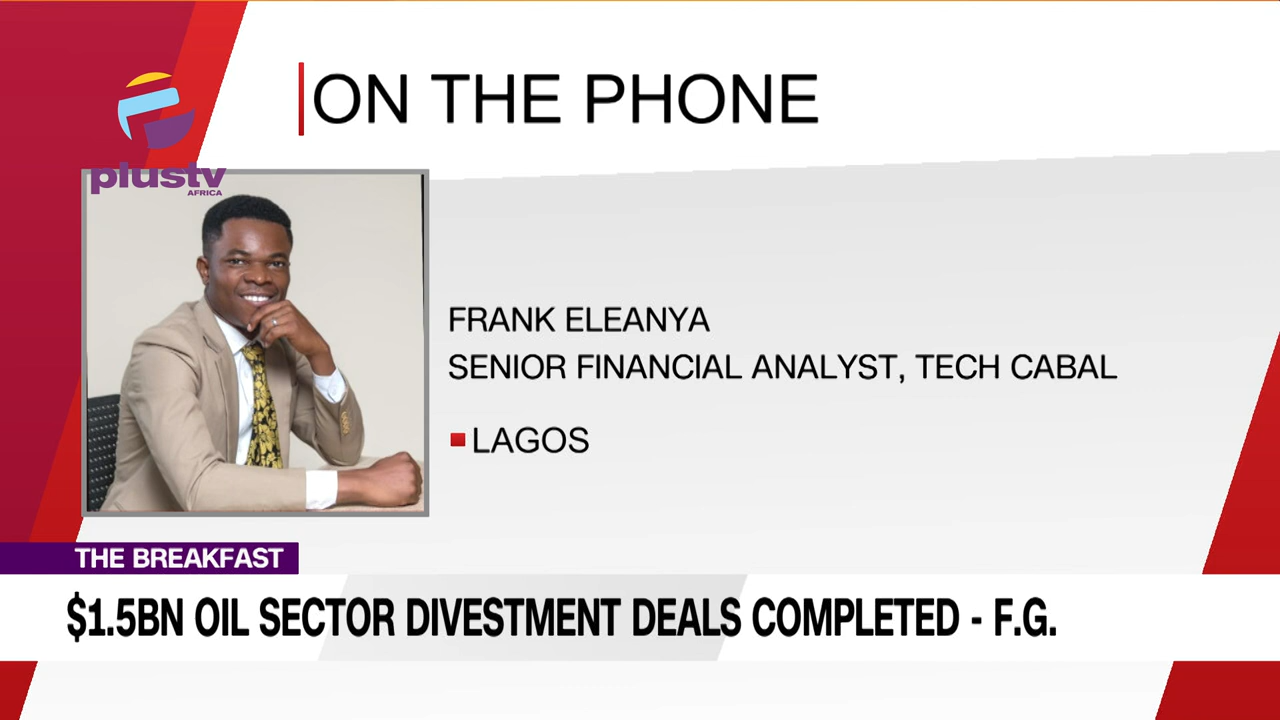 ON THE PHONE
plustv
AFRICA
FRANK ELEANYA
SENIOR FINANCIAL ANALYST, TECH CABAL
LAGOS
THE BREAKFAST
$1.5BN OIL SECTOR DIVESTMENT DEALS COMPLETED - F.G.